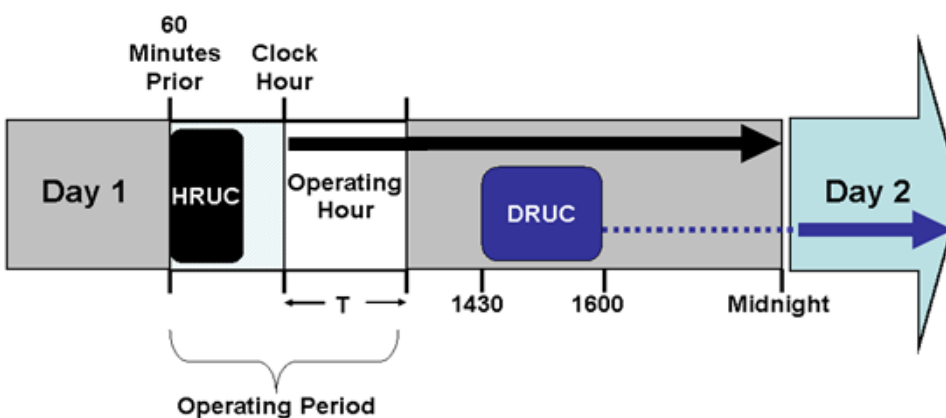 60
Minutes
Prior
Clock
Hour
Day 1
HRUC
Operating
Hour
DRUC
Day 2
T
1430
1600
Midnight
Operating Period